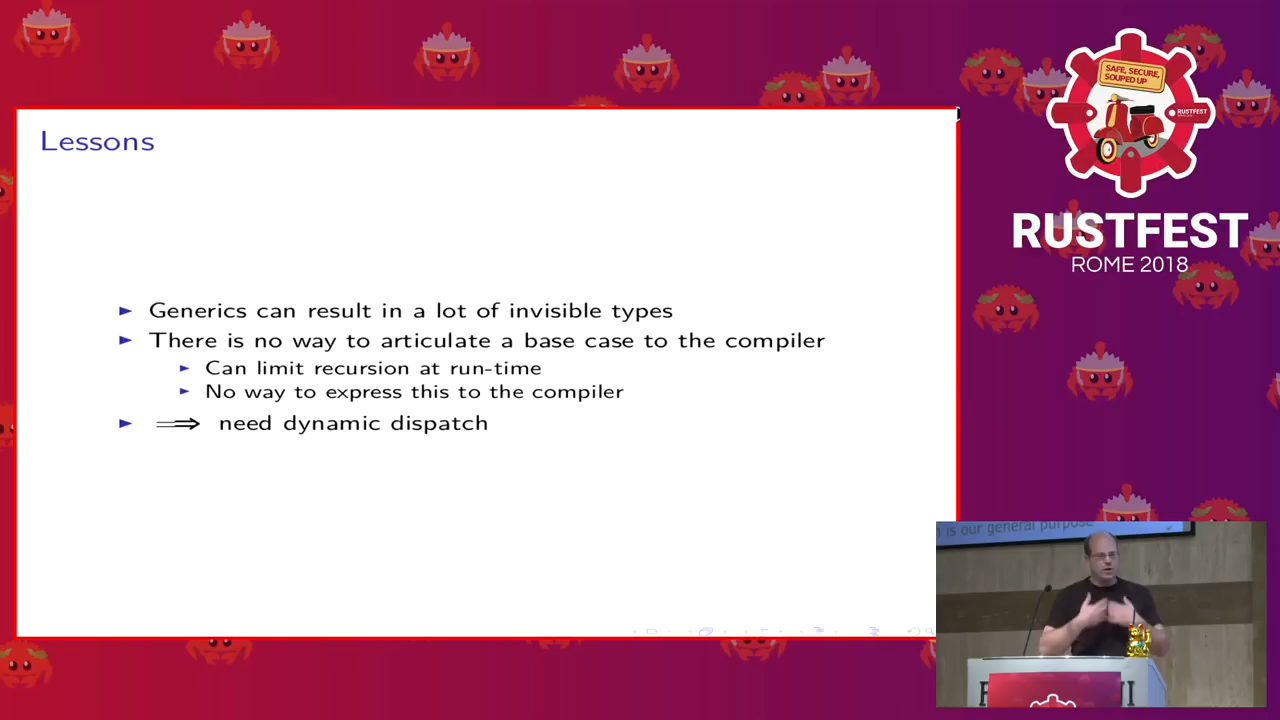 SAFE, SECURE,
SOUPED UP
RUSTFEST
RUSTFEST
ROME 2018
Lessons
Generics can result in a lot of invisible types
There is no way to articulate a base case to the compiler
Can limit recursion at run-time
No way to express this to the compiler
⟹ need dynamic dispatch
is our general purpose